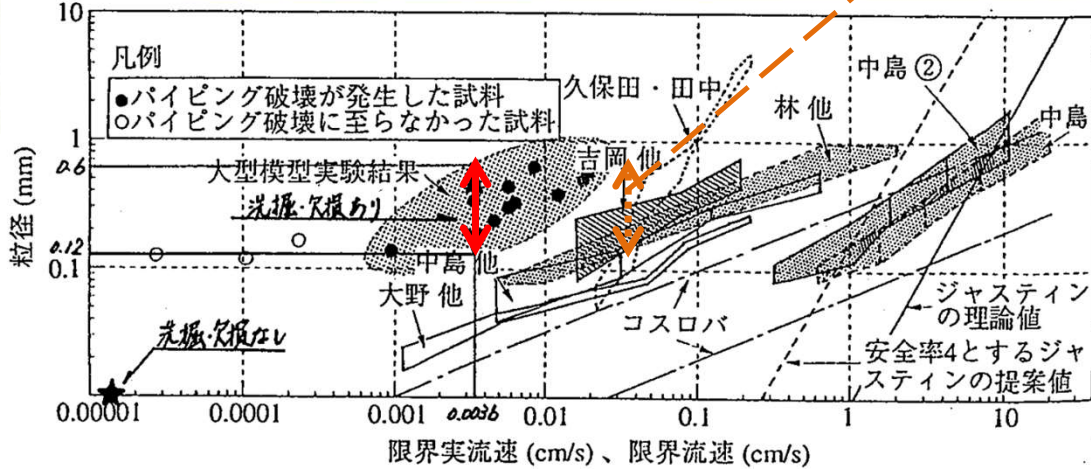 10
凡例
●パイピング破壊が発生した試料
○パイピング破壊に至らなかった試料
久保田・田中
中島②
林 他
中島
1
0.6
大型模型実験結果
吉岡 他
洗掘・欠損あり
粒径 (mm)
0.12
0.1
中島 他
大野 他
コスロバ
ジャスティン
の理論値
洗掘・欠損なし
安全率4とするジャ
スティンの提案値
0.00001
0.0001
0.001
0.0036
0.01
0.1
1
10
限界実流速 (cm/s) 、限界流速 (cm/s)